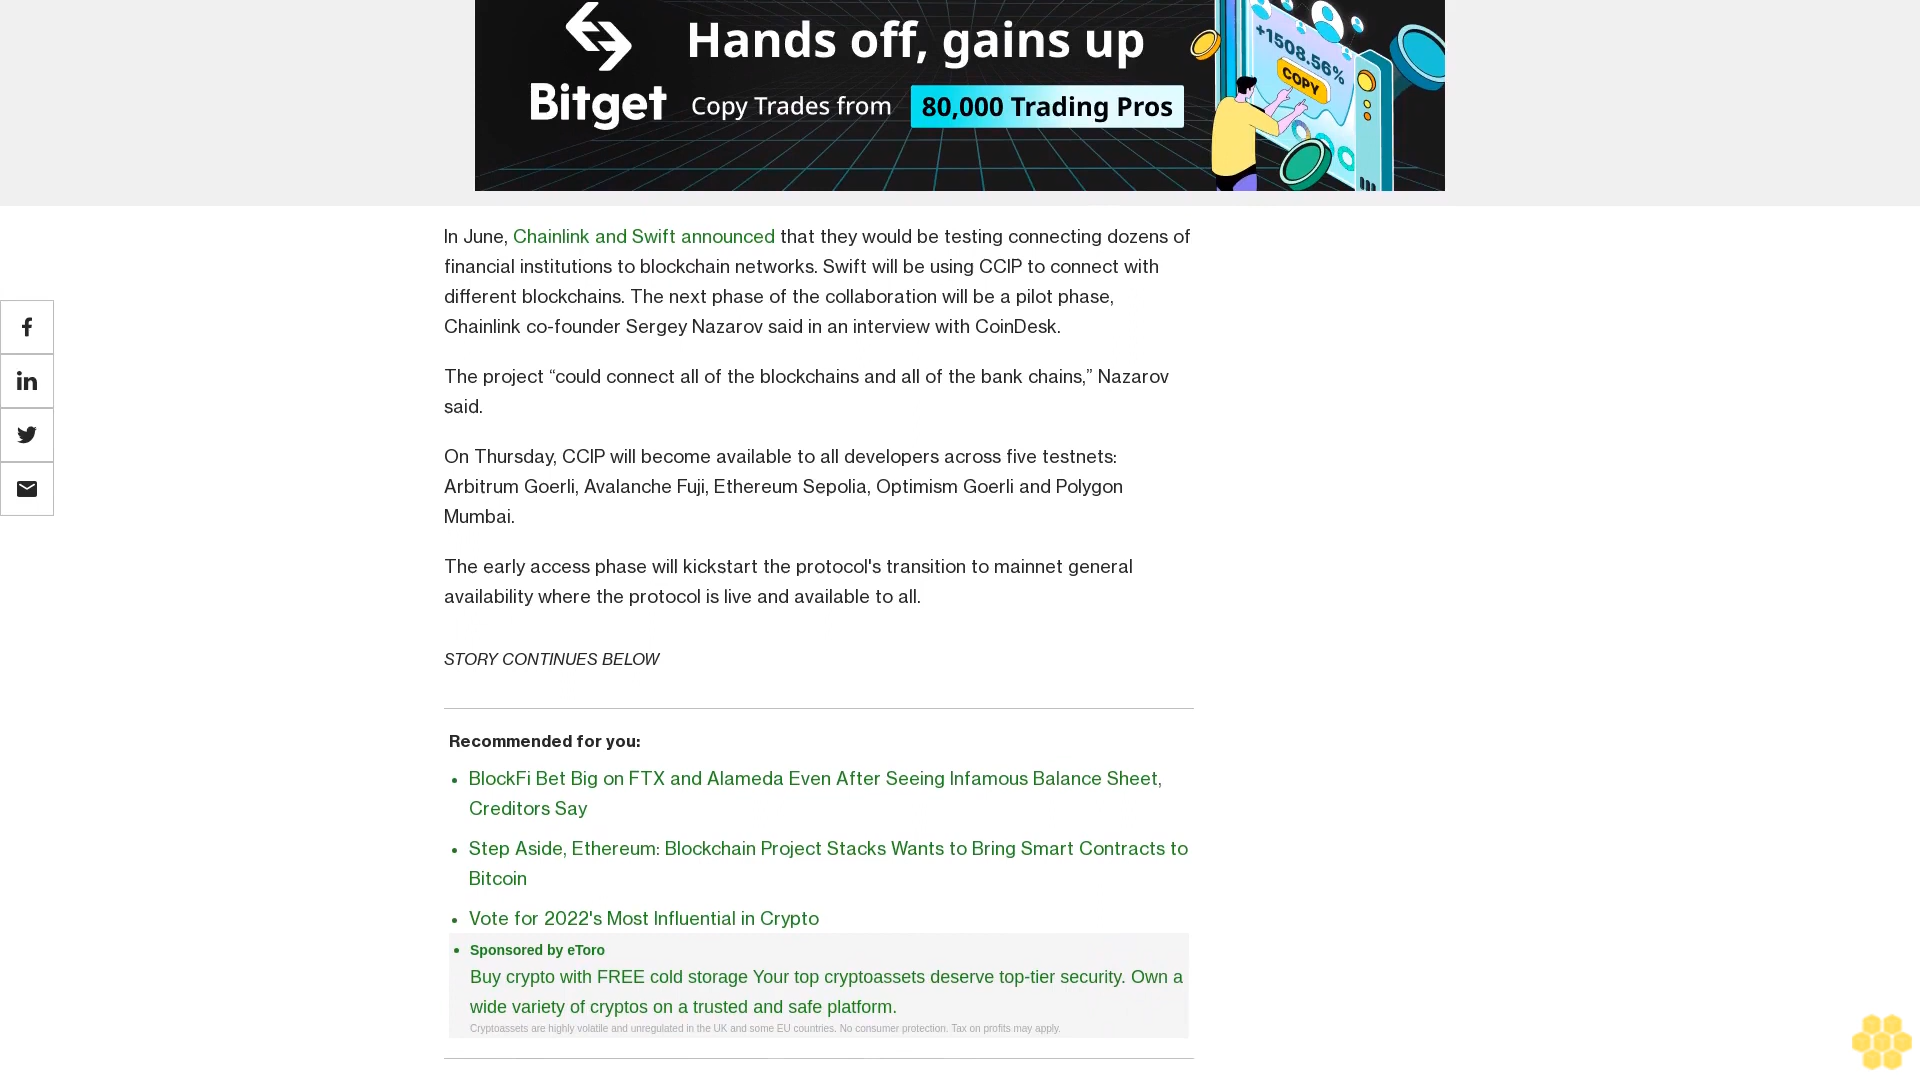 Hands off, gains up
Bitget
Copy Trades from 80,000 Trading Pros
+1508.56%
COPY
In June, Chainlink and Swift announced that they would be testing connecting dozens of
financial institutions to blockchain networks. Swift will be using CCIP to connect with
different blockchains. The next phase of the collaboration will be a pilot phase,
Chainlink co-founder Sergey Nazarov said in an interview with CoinDesk.
The project “could connect all of the blockchains and all of the bank chains,” Nazarov
said.
On Thursday, CCIP will become available to all developers across five testnets:
Arbitrum Goerli, Avalanche Fuji, Ethereum Sepolia, Optimism Goerli and Polygon
Mumbai.
The early access phase will kickstart the protocol's transition to mainnet general
availability where the protocol is live and available to all.
STORY CONTINUES BELOW
Recommended for you:
• BlockFi Bet Big on FTX and Alameda Even After Seeing Infamous Balance Sheet,
Creditors Say
• Step Aside, Ethereum: Blockchain Project Stacks Wants to Bring Smart Contracts to
Bitcoin
• Vote for 2022's Most Influential in Crypto
• Sponsored by eToro
Buy crypto with FREE cold storage Your top cryptoassets deserve top-tier security. Own a
wide variety of cryptos on a trusted and safe platform.
Cryptoassets are highly volatile and unregulated in the UK and some EU countries. No consumer protection. Tax on profits may apply.